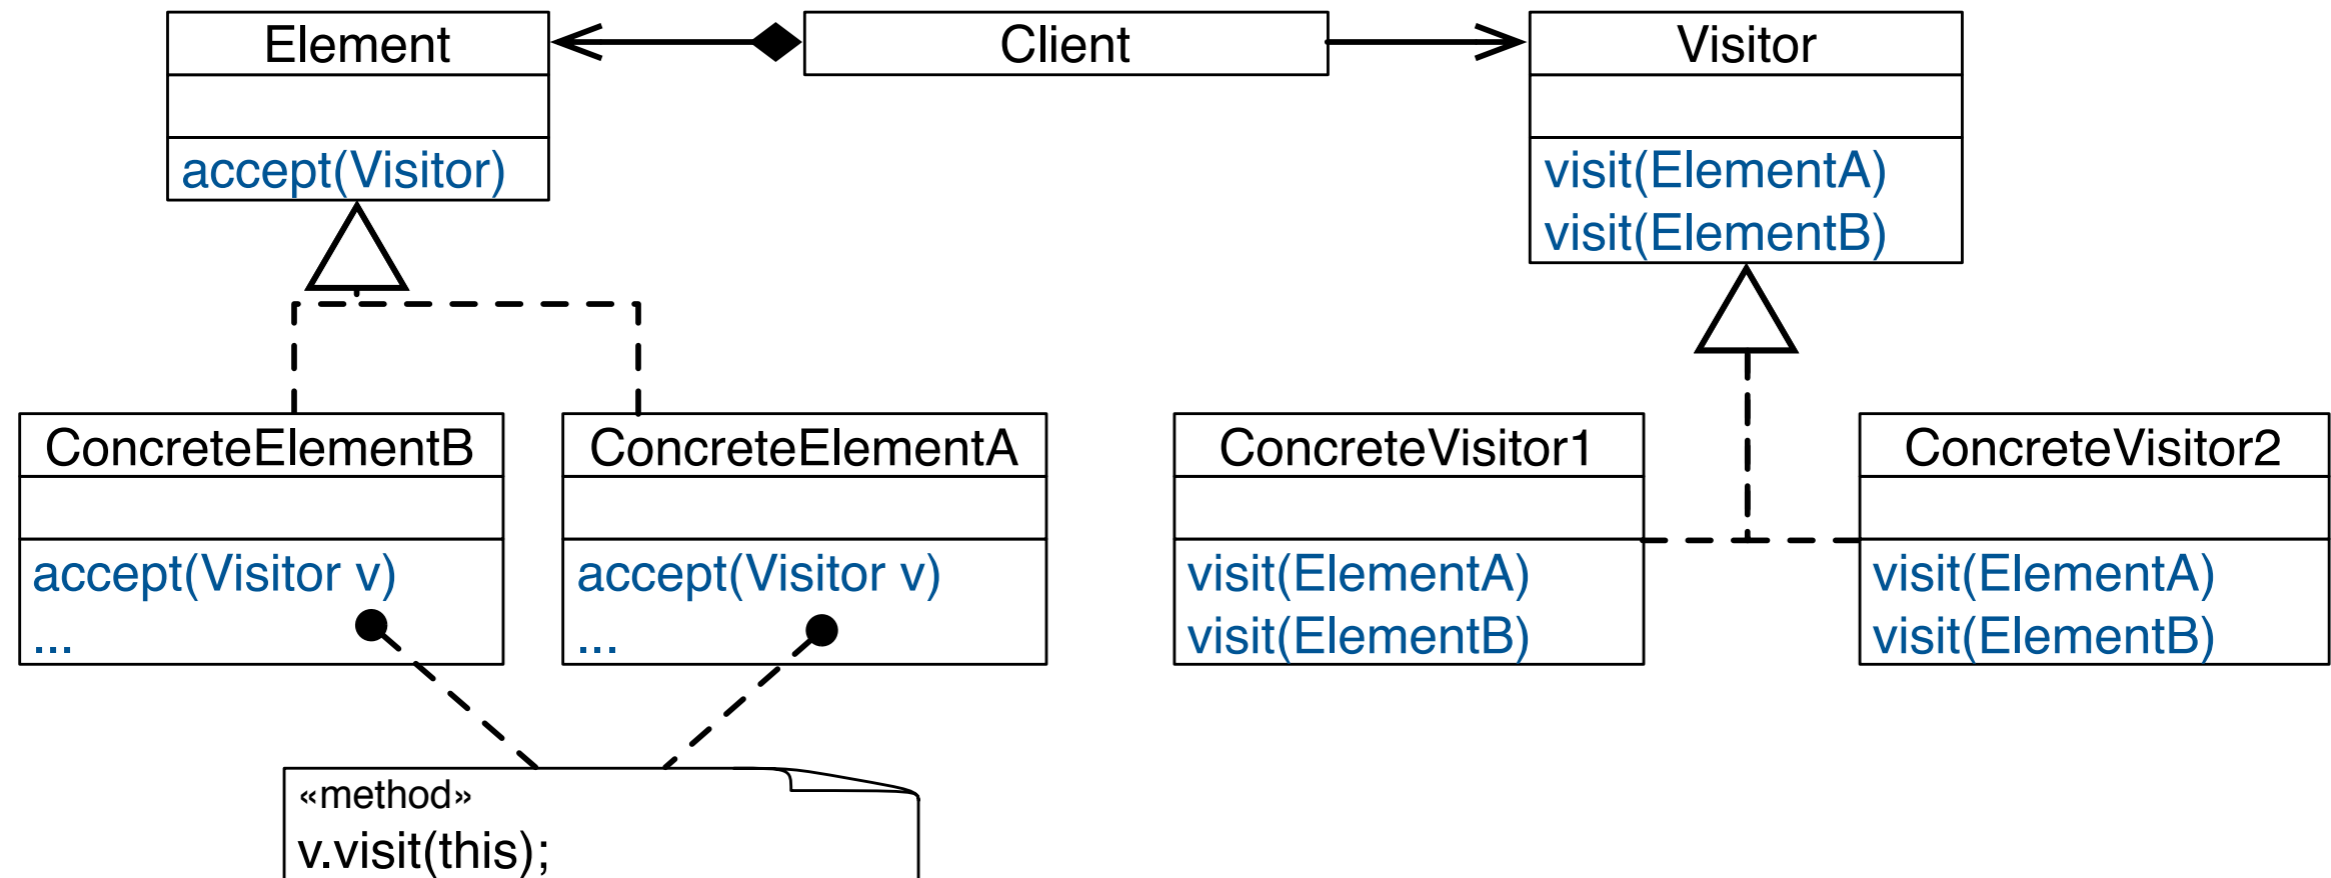 Element
accept(Visitor)
Client
Visitor
visit(ElementA)
visit(ElementB)
ConcreteElementB
accept(Visitor v)
...
ConcreteElementA
accept(Visitor v)
...
ConcreteVisitor1
visit(ElementA)
visit(ElementB)
ConcreteVisitor2
visit(ElementA)
visit(ElementB)
«method»
v.visit(this);